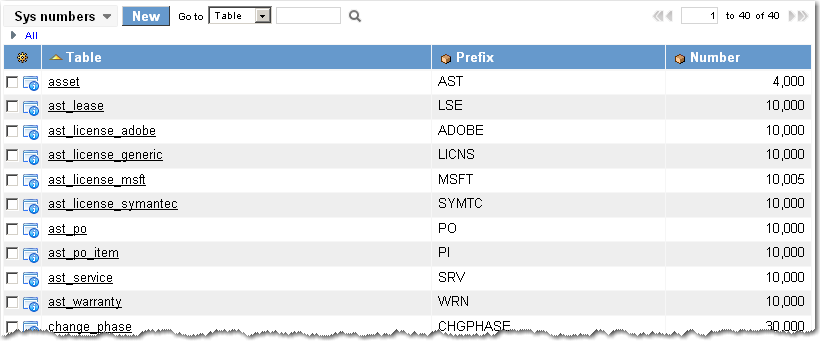 Sys numbers New Go to Table 1 to 40 of 40
All
Table Prefix Number
asset AST 4,000
ast_lease LSE 10,000
ast_license_adobe ADOBE 10,000
ast_license_generic LICNS 10,000
ast_license_msft MSFT 10,005
ast_license_symantec SYMTC 10,000
ast_po PO 10,000
ast_po_item PI 10,000
ast_service SRV 10,000
ast_warranty WRN 10,000
change_phase CHGPHASE 30,000